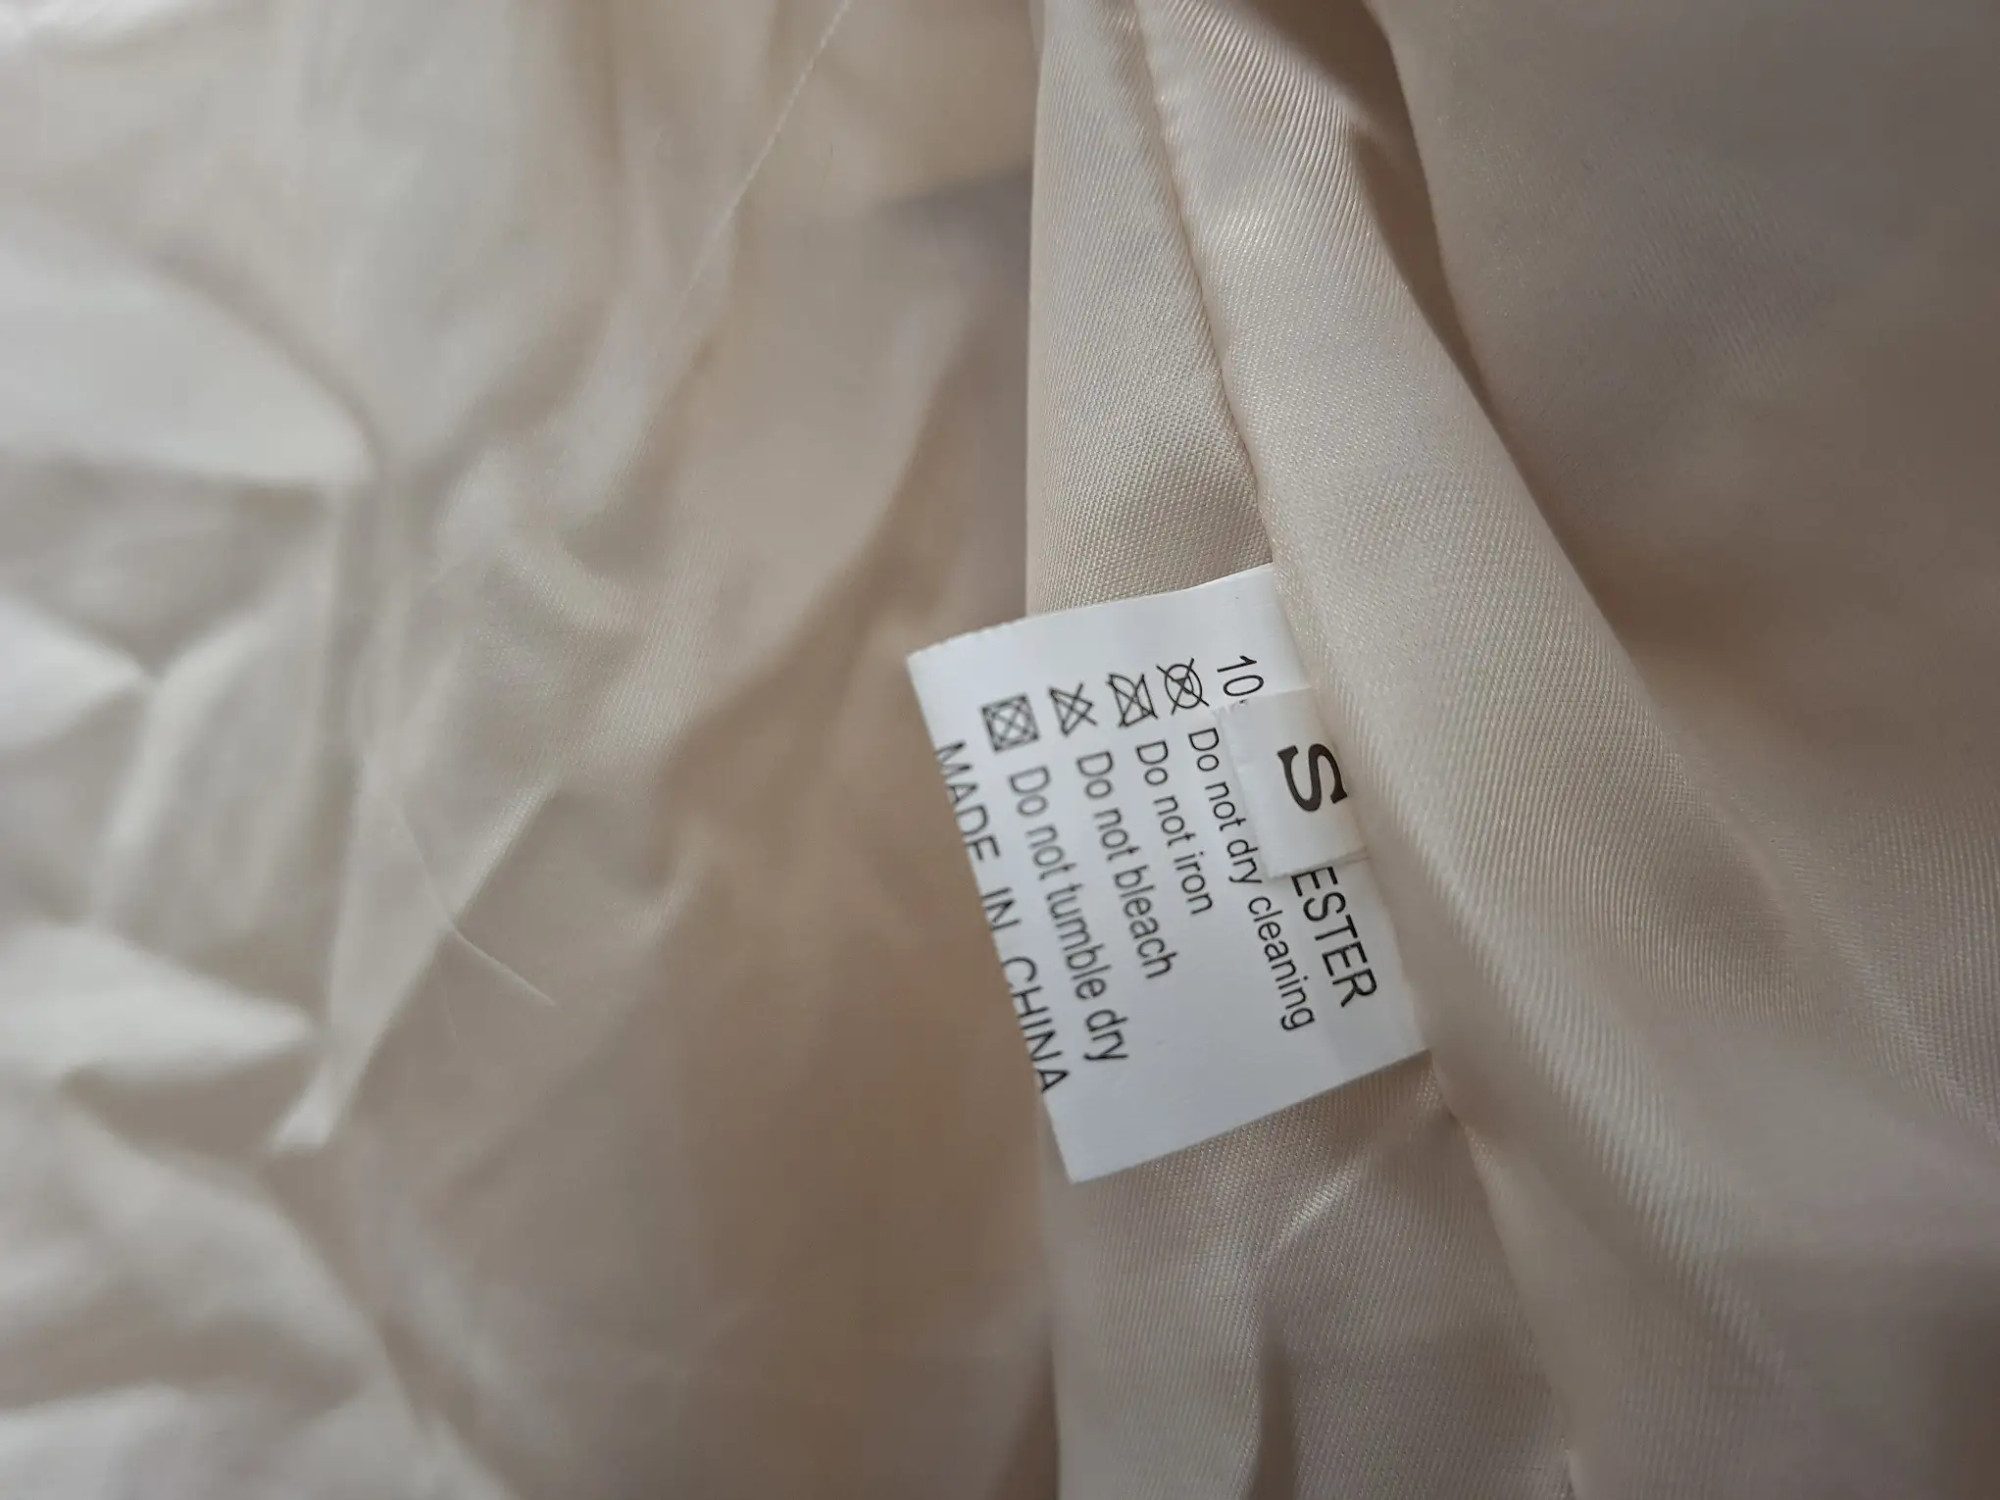 10
ESTER
S
Do not dry cleaning
Do not iron
Do not bleach
Do not tumble dry
MADE IN CHINA